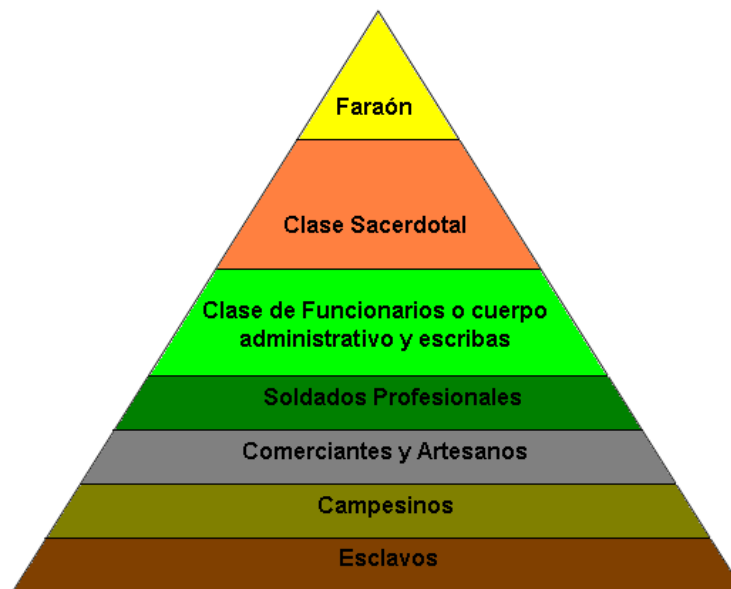 Faraón
Clase Sacerdotal
Clase de Funcionarios o cuerpo
administrativo y escribas
Soldados Profesionales
Comerciantes y Artesanos
Campesinos
Esclavos